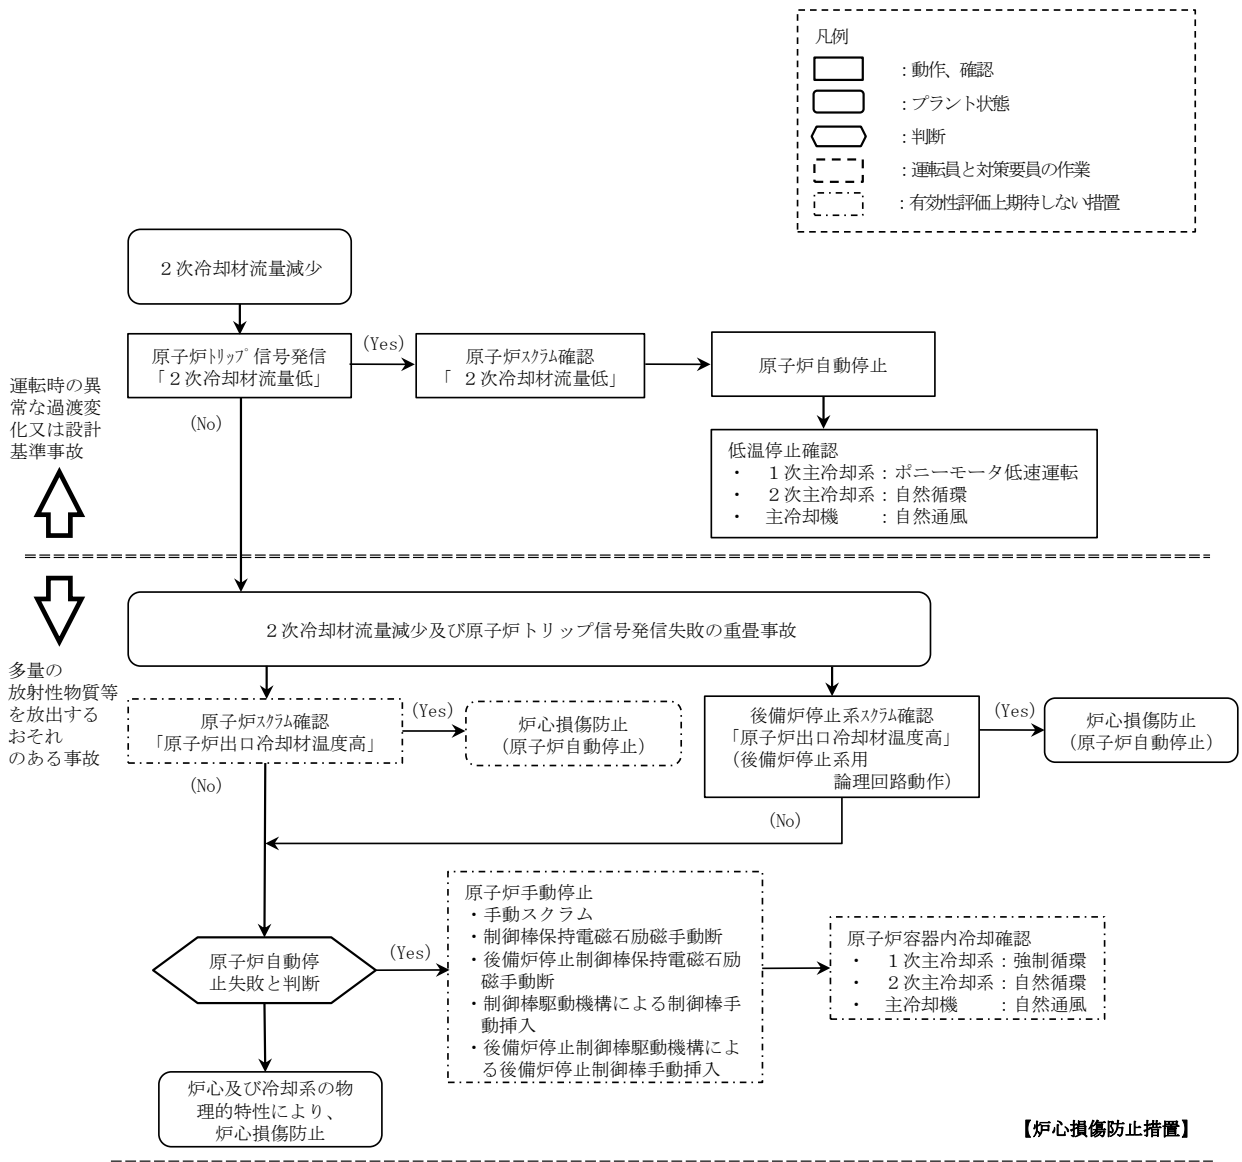 凡例
：動作、確認
：プラント状態
：判断
：運転員と対策要員の作業
：有効性評価上期待しない措置
２次冷却材流量減少
原子炉ﾄﾘｯﾌﾟ信号発信
「２次冷却材流量低」
(Yes)
原子炉ｽｸﾗﾑ確認
「 ２次冷却材流量低」
原子炉自動停止
(No)
運転時の異
常な過渡変
化又は設計
基準事故
低温停止確認
・ １次主冷却系：ポニーモータ低速運転
・ ２次主冷却系：自然循環
・ 主冷却機 ：自然通風
２次冷却材流量減少及び原子炉トリップ信号発信失敗の重畳事故
多量の
放射性物質等
を放出する
おそれ
のある事故
原子炉ｽｸﾗﾑ確認
「原子炉出口冷却材温度高」
(Yes)
炉心損傷防止
（原子炉自動停止）
後備炉停止系ｽｸﾗﾑ確認
「原子炉出口冷却材温度高」
（後備炉停止系用
論理回路動作）
(Yes)
炉心損傷防止
（原子炉自動停止）
(No)
(No)
原子炉自動停
止失敗と判断
(Yes)
原子炉手動停止
・手動スクラム
・制御棒保持電磁石励磁手動断
・後備炉停止制御棒保持電磁石励
磁手動断
・制御棒駆動機構による制御棒手
動挿入
・後備炉停止制御棒駆動機構によ
る後備炉停止制御棒手動挿入
原子炉容器内冷却確認
・ １次主冷却系：強制循環
・ ２次主冷却系：自然循環
・ 主冷却機 ：自然通風
炉心及び冷却系の物
理的特性により、
炉心損傷防止
【炉心損傷防止措置】